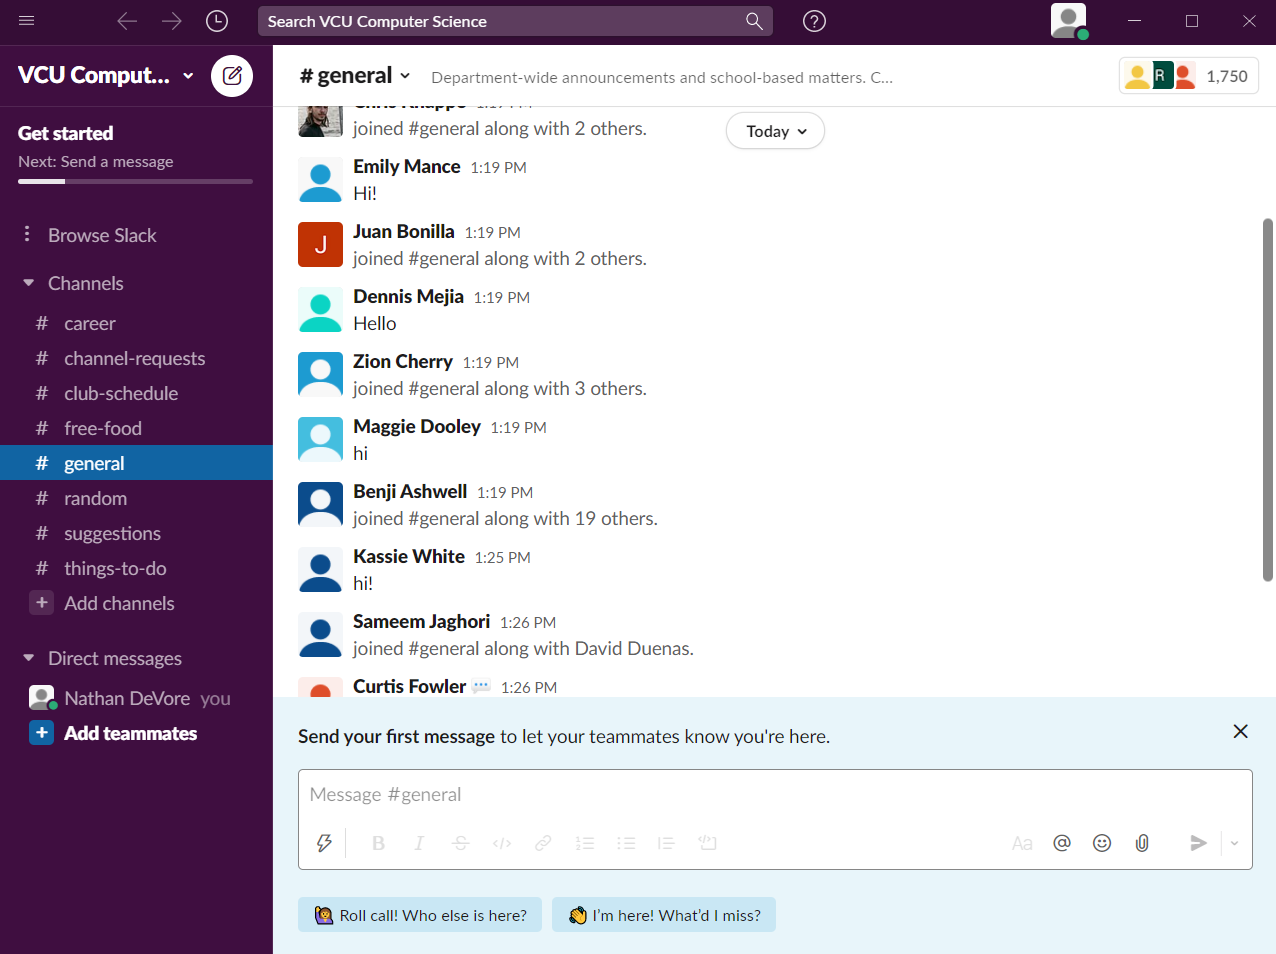 Search VCU Computer Science
VCU Comput...
# general
Department-wide announcements and school-based matters. C...
R
1,750
Get started
Next: Send a message
Browse Slack
Channels
# career
# channel-requests
# club-schedule
# free-food
# general
# random
# suggestions
# things-to-do
+ Add channels
Direct messages
Nathan DeVore you
+ Add teammates
Chris Knapps 1:19 PM
joined #general along with 2 others.
Today
Emily Mance 1:19 PM
Hi!
J
Juan Bonilla 1:19 PM
joined #general along with 2 others.
Dennis Mejia 1:19 PM
Hello
Zion Cherry 1:19 PM
joined #general along with 3 others.
Maggie Dooley 1:19 PM
hi
Benji Ashwell 1:19 PM
joined #general along with 19 others.
Kassie White 1:25 PM
hi!
Sameem Jaghori 1:26 PM
joined #general along with David Duenas.
Curtis Fowler 1:26 PM
Send your first message to let your teammates know you're here.
Message #general
B I S </> Aa @
Roll call! Who else is here?
I'm here! What'd I miss?